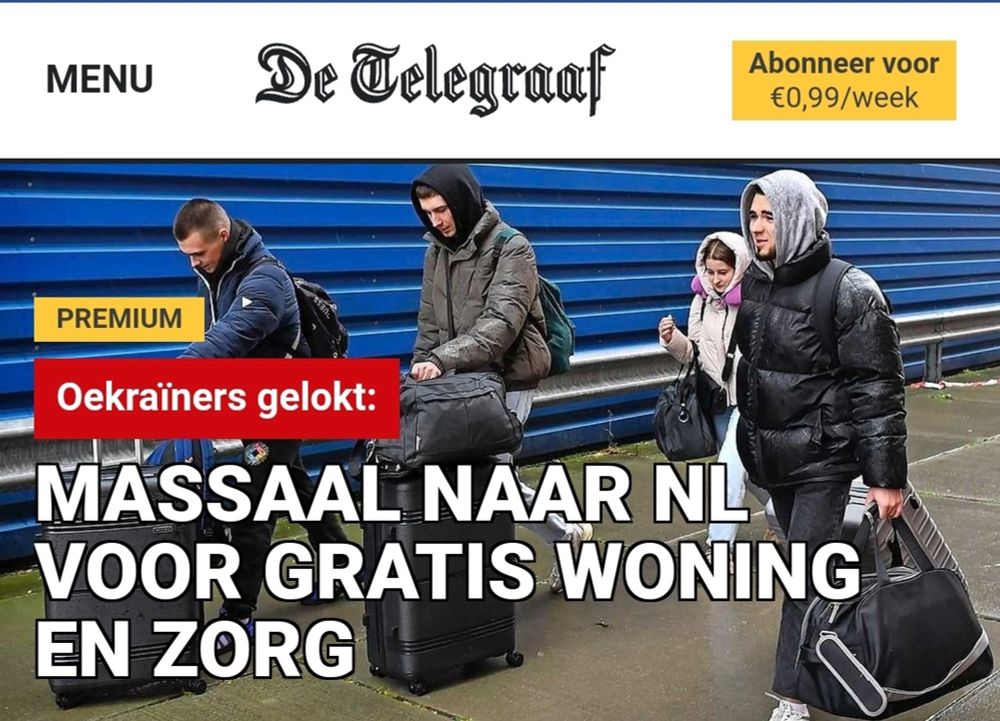 MENU
De Telegraaf
Abonneer voor
€0,99/week
PREMIUM
Oekraïners gelokt:
MASSAAL NAAR NL
VOOR GRATIS WONING
EN ZORG